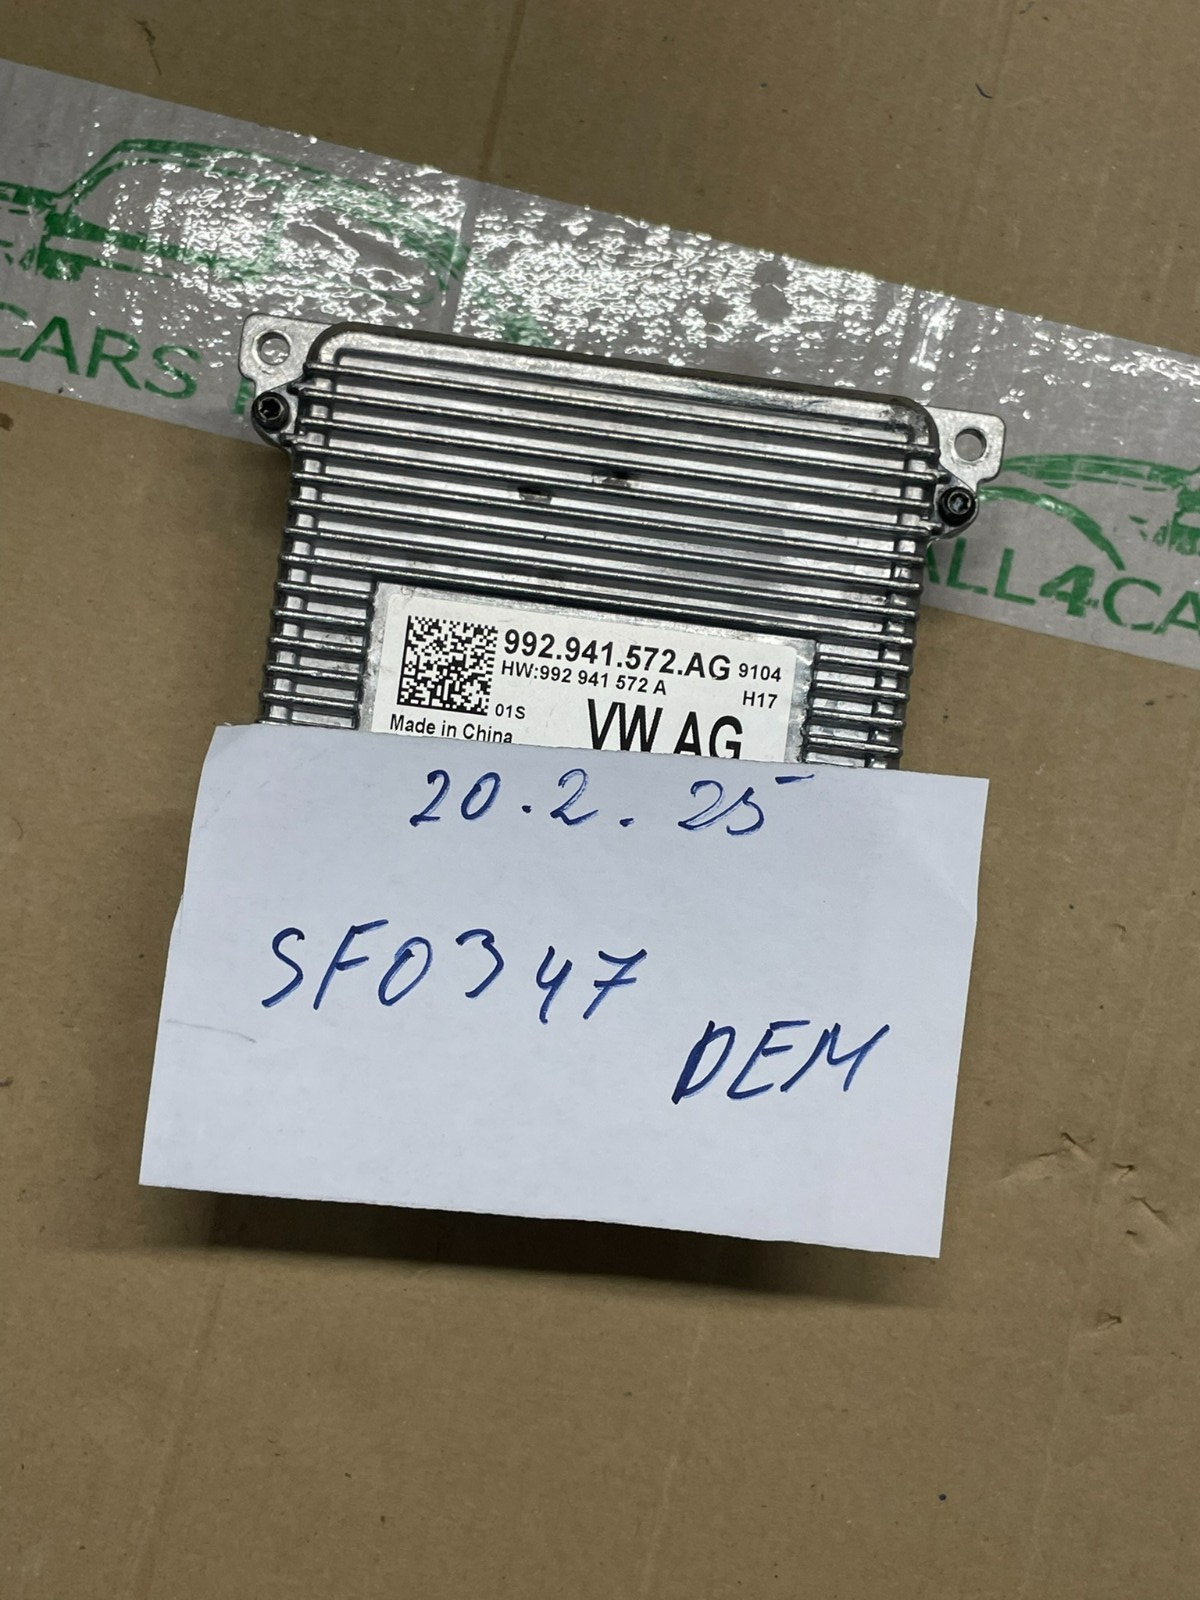 CARS
ALL4CA
992.941.572.AG 9104
HW:992 941 572 A H17
01S
Made in China VW AG
20.2.25
SF0347
DEM